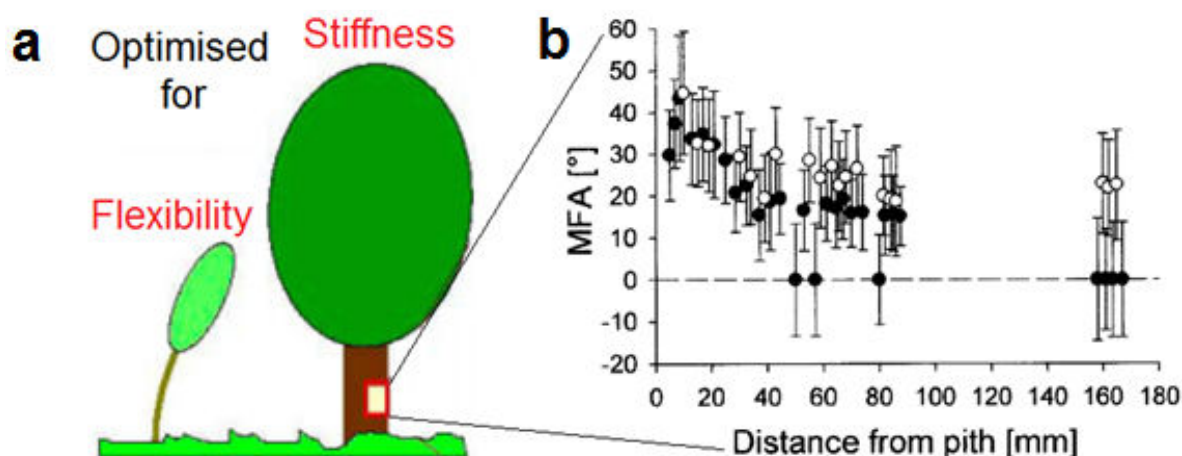 a
Optimised
for
Stiffness
Flexibility
b
MFA [°]
60
50
40
30
20
10
0
-10
-20
0 20 40 60 80 100 120 140 160 180
Distance from pith [mm]